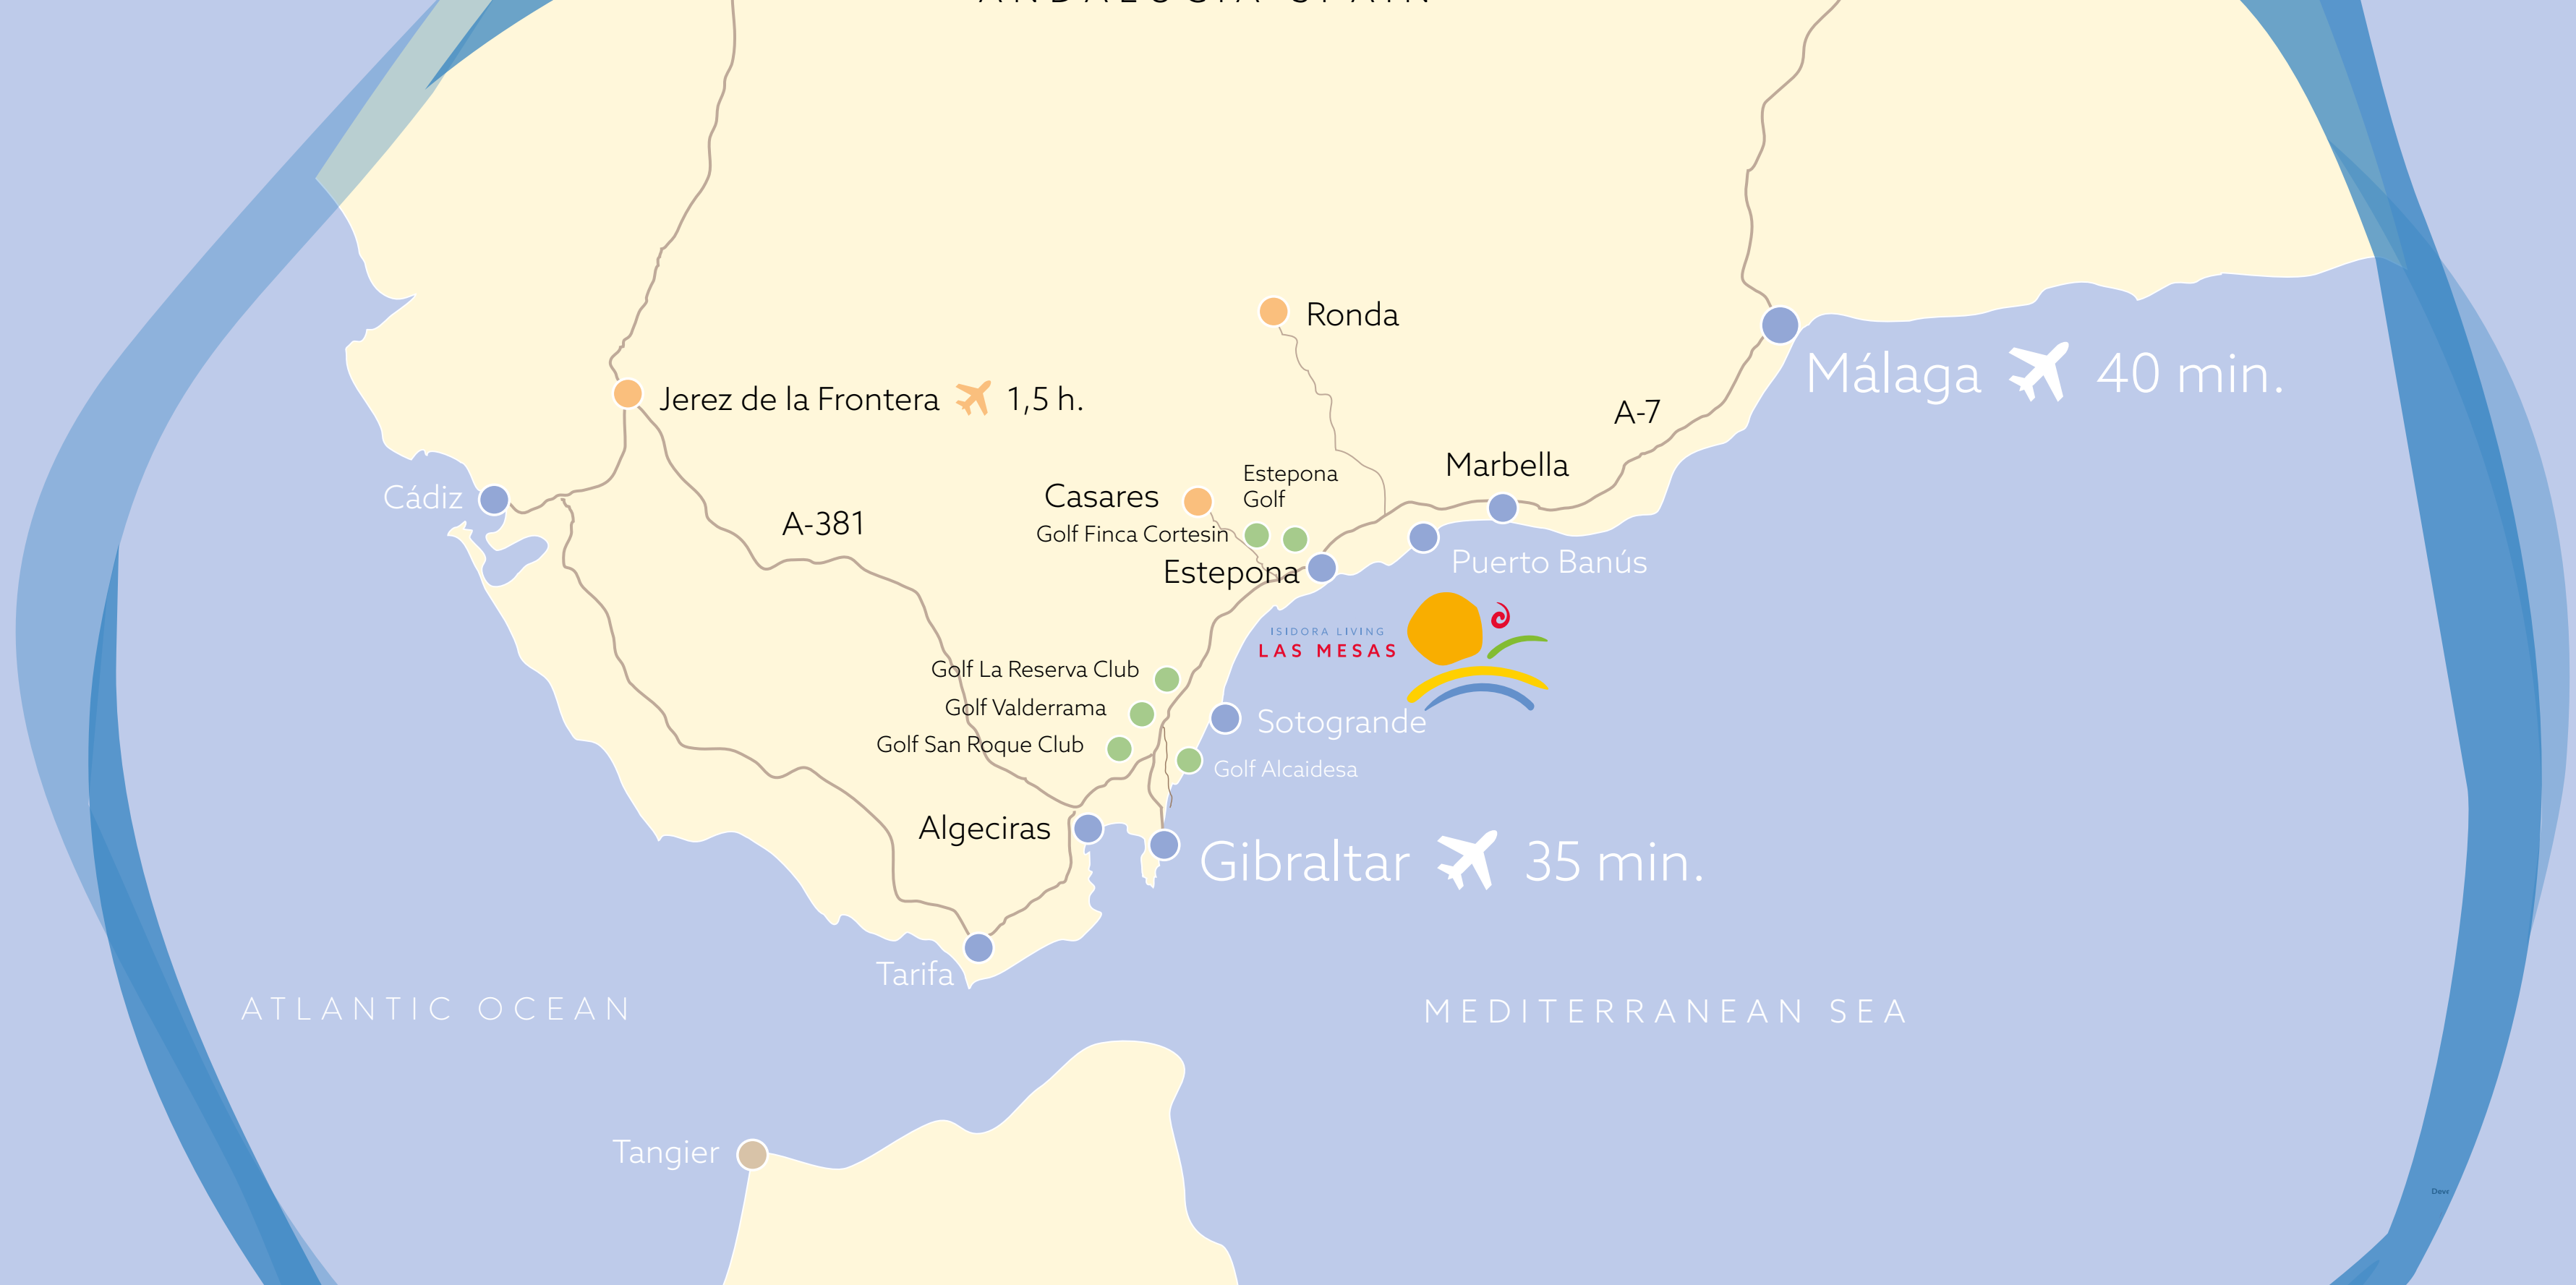 ANDALUCÍA SPAIN
Ronda
Málaga 40 min.
Jerez de la Frontera 1,5 h.
A-7
Marbella
Estepona
Golf
Casares
Cádiz
A-381
Golf Finca Cortesin
Puerto Banús
Estepona
ISIDORA LIVING
LAS MESAS
Golf La Reserva Club
Golf Valderrama
Sotogrande
Golf San Roque Club
Golf Alcaidesa
Algeciras
Gibraltar 35 min.
Tarifa
ATLANTIC OCEAN
MEDITERRANEAN SEA
Tangier